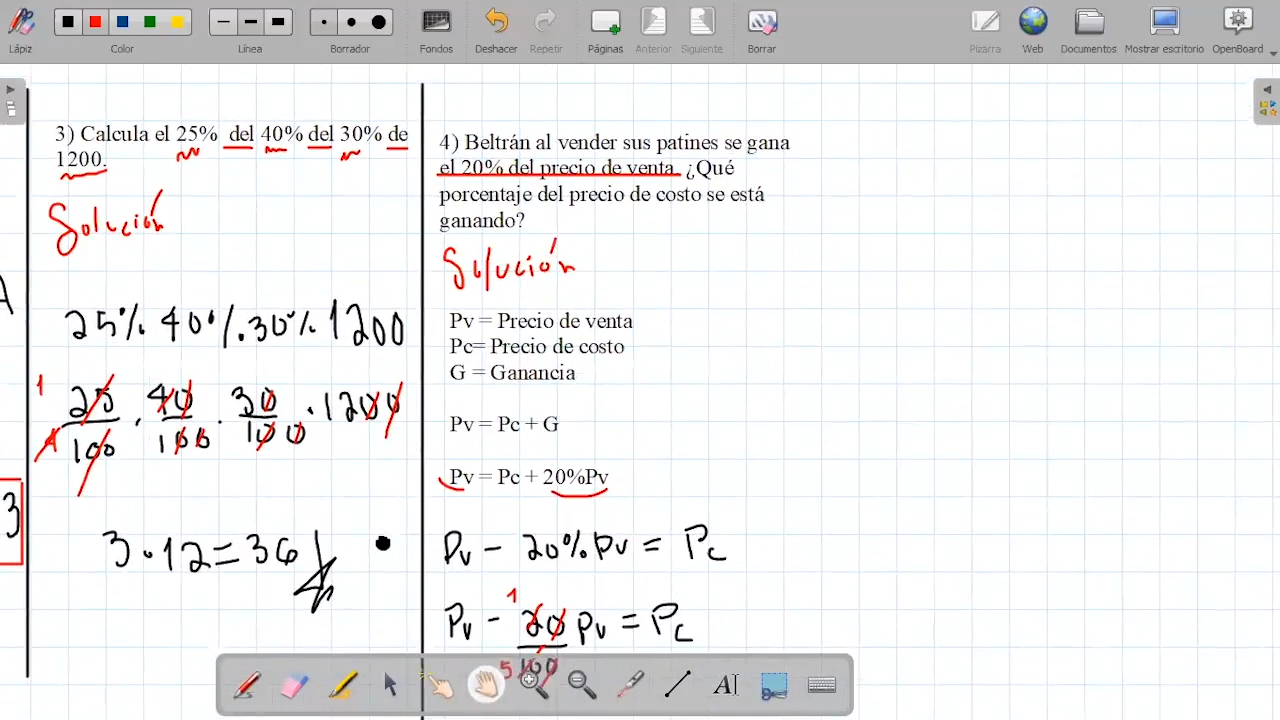 Lápiz
Color
Línea
Borrador
Fondos
Deshacer
Repetir
Páginas
Anterior
Siguiente
Borrar
Pizarra
Web
Documentos
Mostrar escritorio
OpenBoard
3) Calcula el 25% del 40% del 30% de
1200.
Solución
25%.40%.30%.1200
1
25/100 . 40/100 . 30/100 . 1200
3.12=36
3
4) Beltrán al vender sus patines se gana
el 20% del precio de venta. ¿Qué
porcentaje del precio de costo se está
ganando?
Solución
Pv = Precio de venta
Pc= Precio de costo
G = Ganancia
Pv = Pc + G
Pv = Pc + 20%Pv
Pv - 20% Pv = Pc
1
Pv - 20/100 Pv = Pc
5